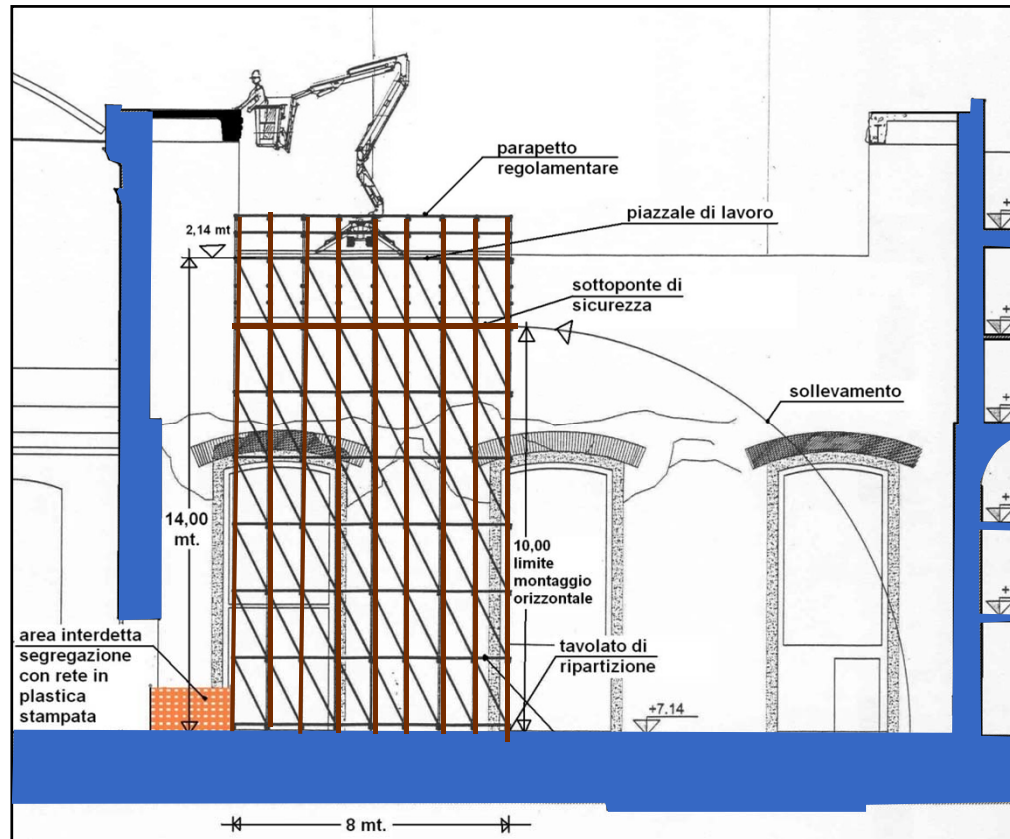 parapetto
regolamentare
piazzale di lavoro
2,14 mt
sottoponte di
sicurezza
sollevamento
14,00
mt.
10,00
limite
montaggio
orizzontale
area interdetta
segregazione
con rete in
plastica
stampata
tavolato di
ripartizione
+7.14
8 mt.
+
+
+
+
+